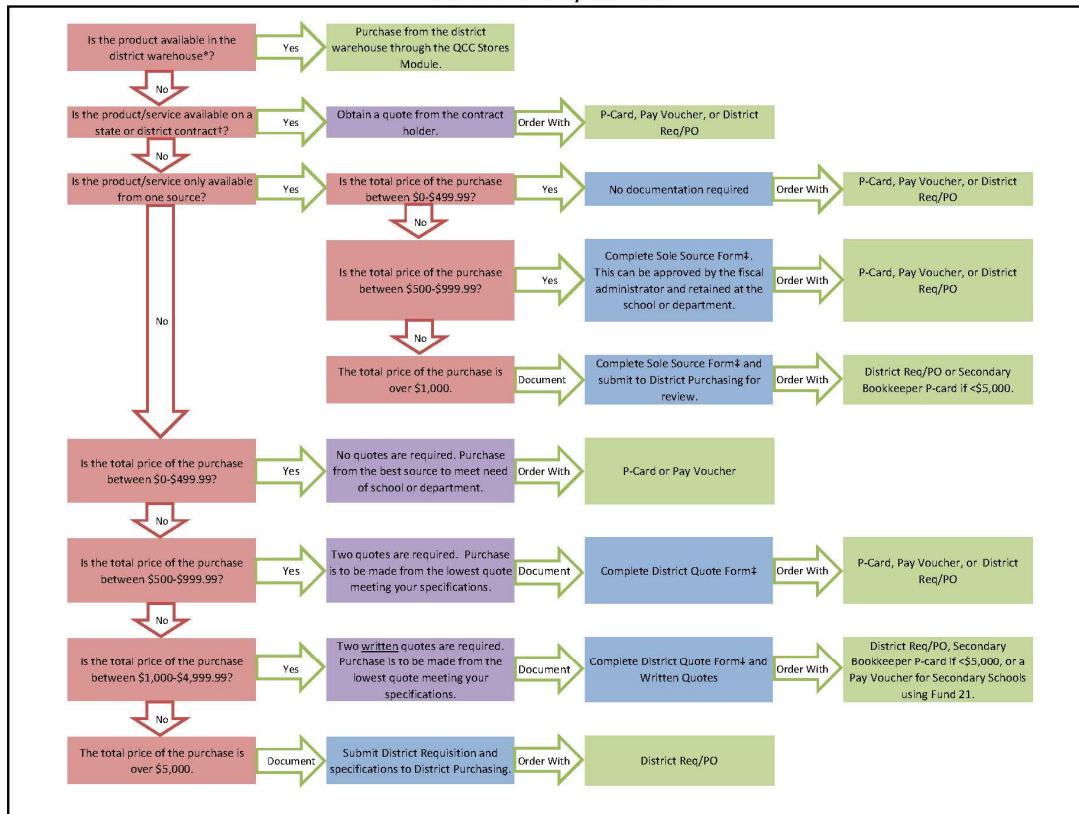 Is the product available in the
district warehouse*?
Yes
Purchase from the district
warehouse through the QCC Stores
Module.
No
Is the product/service available on a
state or district contract†?
Yes
Obtain a quote from the contract
holder.
Order With
P-Card, Pay Voucher, or District
Req/PO
No
Is the product/service only available
from one source?
Yes
Is the total price of the purchase
between $0-$499.99?
Yes
No documentation required
Order With
P-Card, Pay Voucher, or District
Req/PO
No
Is the total price of the purchase
between $500-$999.99?
Yes
Complete Sole Source Form‡.
This can be approved by the fiscal
administrator and retained at the
school or department.
Order With
P-Card, Pay Voucher, or District
Req/PO
No
No
The total price of the purchase is
over $1,000.
Document
Complete Sole Source Form‡ and
submit to District Purchasing for
review.
Order With
District Req/PO or Secondary
Bookkeeper P-card if <$5,000.
Is the total price of the purchase
between $0-$499.99?
Yes
No quotes are required. Purchase
from the best source to meet need
of school or department.
Order With
P-Card or Pay Voucher
No
Is the total price of the purchase
between $500-$999.99?
Yes
Two quotes are required. Purchase
is to be made from the lowest quote
meeting your specifications.
Document
Complete District Quote Form‡
Order With
P-Card, Pay Voucher, or District
Req/PO
No
Is the total price of the purchase
between $1,000-$4,999.99?
Yes
Two written quotes are required.
Purchase is to be made from the
lowest quote meeting your
specifications.
Document
Complete District Quote Form‡ and
Written Quotes
Order With
District Req/PO, Secondary
Bookkeeper P-card if <$5,000, or a
Pay Voucher for Secondary Schools
using Fund 21.
No
The total price of the purchase is
over $5,000.
Document
Submit District Requisition and
specifications to District Purchasing.
Order With
District Req/PO